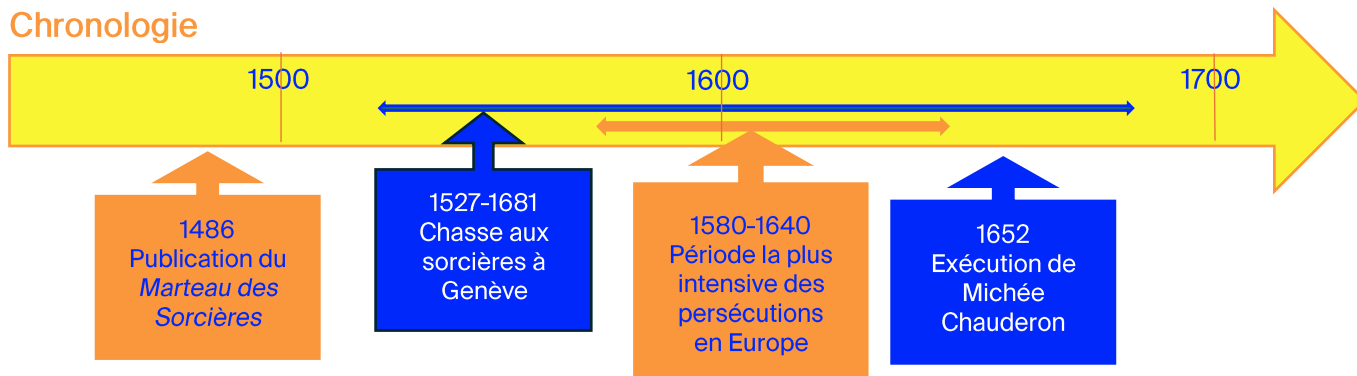 Chronologie
1500
1600
1700
1486
Publication du
Marteau des
Sorcières
1527-1681
Chasse aux
sorcières à
Genève
1580-1640
Période la plus
intensive des
persécutions
en Europe
1652
Exécution de
Michée
Chauderon